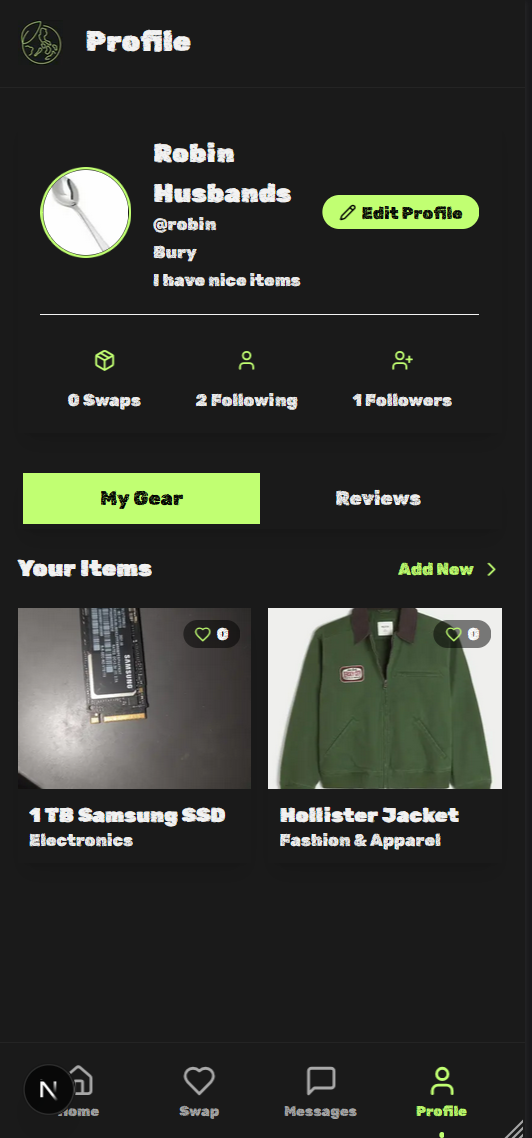 Profile
Robin
Husbands
@robin
Bury
I have nice items
Edit Profile
0 Swaps
2 Following
1 Followers
My Gear
Reviews
Your Items
Add New
0
0
SAMSUNG
1 TB Samsung SSD
Electronics
Hollister Jacket
Fashion & Apparel
N
Home
Swap
Messages
Profile